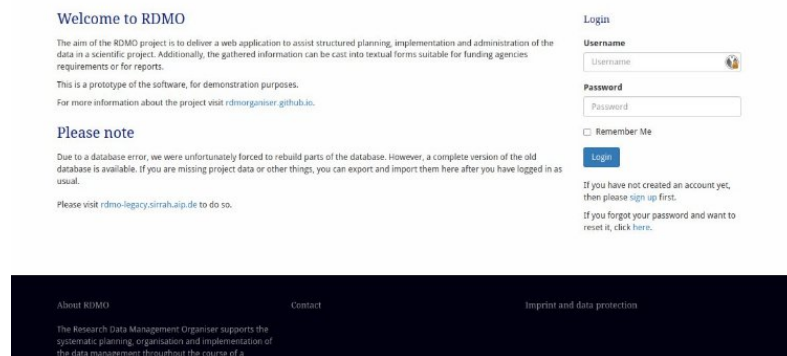 Welcome to RDMO
The aim of the RDMO project is to deliver a web application to assist structured planning, implementation and administration of the
data in a scientific project. Additionally, the gathered information can be cast into textual forms suitable for funding agencies
requirements or for reports.
This is a prototype of the software, for demonstration purposes.
For more information about the project visit rdmorganiser.github.io.
Please note
Due to a database error, we were unfortunately forced to rebuild parts of the database. However, a complete version of the old
database is available. If you are missing project data or other things, you can export and import them here after you have logged in as
usual.
Please visit rdmo-legacy.sirrah.aip.de to do so.
Login
Username
Username
Password
Password
Remember Me
Login
If you have not created an account yet,
then please sign up first.
If you forgot your password and want to
reset it, click here.
About RDMO
The Research Data Management Organiser supports the
systematic planning, organisation and implementation of
the data management throughout the course of a
Contact
Imprint and data protection